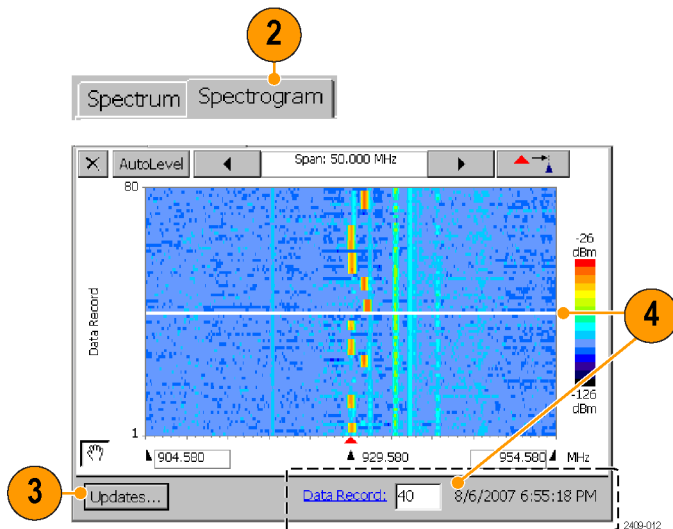 2
Spectrum Spectrogram
AutoLevel Span: 50.000 MHz
80
-26
dBm
Data Record
4
-126
dBm
1
904.580 929.580 954.580 MHz
3
Updates... Data Record: 40 8/6/2007 6:55:18 PM
2409-012